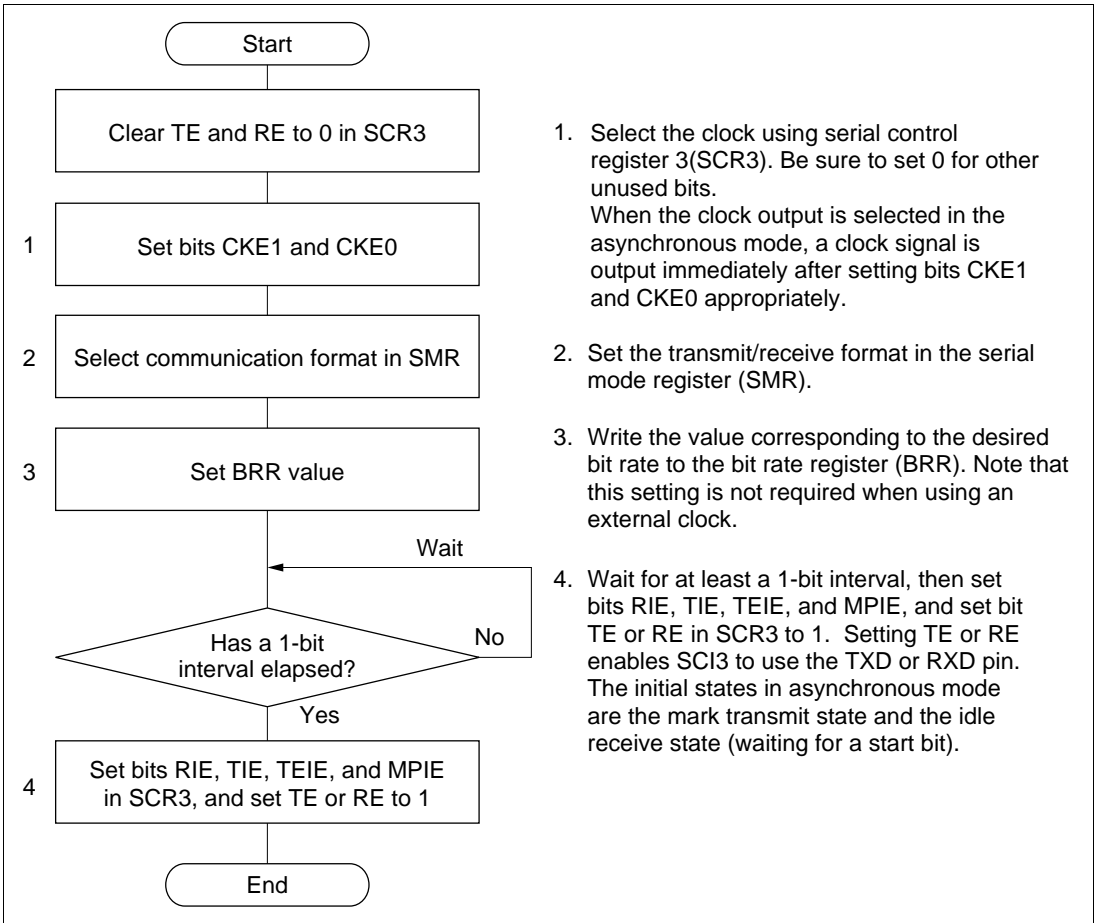 Start
Clear TE and RE to 0 in SCR3
1
Set bits CKE1 and CKE0
2
Select communication format in SMR
3
Set BRR value
Wait
Has a 1-bit
interval elapsed?
No
Yes
4
Set bits RIE, TIE, TEIE, and MPIE
in SCR3, and set TE or RE to 1
End
1. Select the clock using serial control
register 3(SCR3). Be sure to set 0 for other
unused bits.
When the clock output is selected in the
asynchronous mode, a clock signal is
output immediately after setting bits CKE1
and CKE0 appropriately.
2. Set the transmit/receive format in the serial
mode register (SMR).
3. Write the value corresponding to the desired
bit rate to the bit rate register (BRR). Note that
this setting is not required when using an
external clock.
4. Wait for at least a 1-bit interval, then set
bits RIE, TIE, TEIE, and MPIE, and set bit
TE or RE in SCR3 to 1. Setting TE or RE
enables SCI3 to use the TXD or RXD pin.
The initial states in asynchronous mode
are the mark transmit state and the idle
receive state (waiting for a start bit).